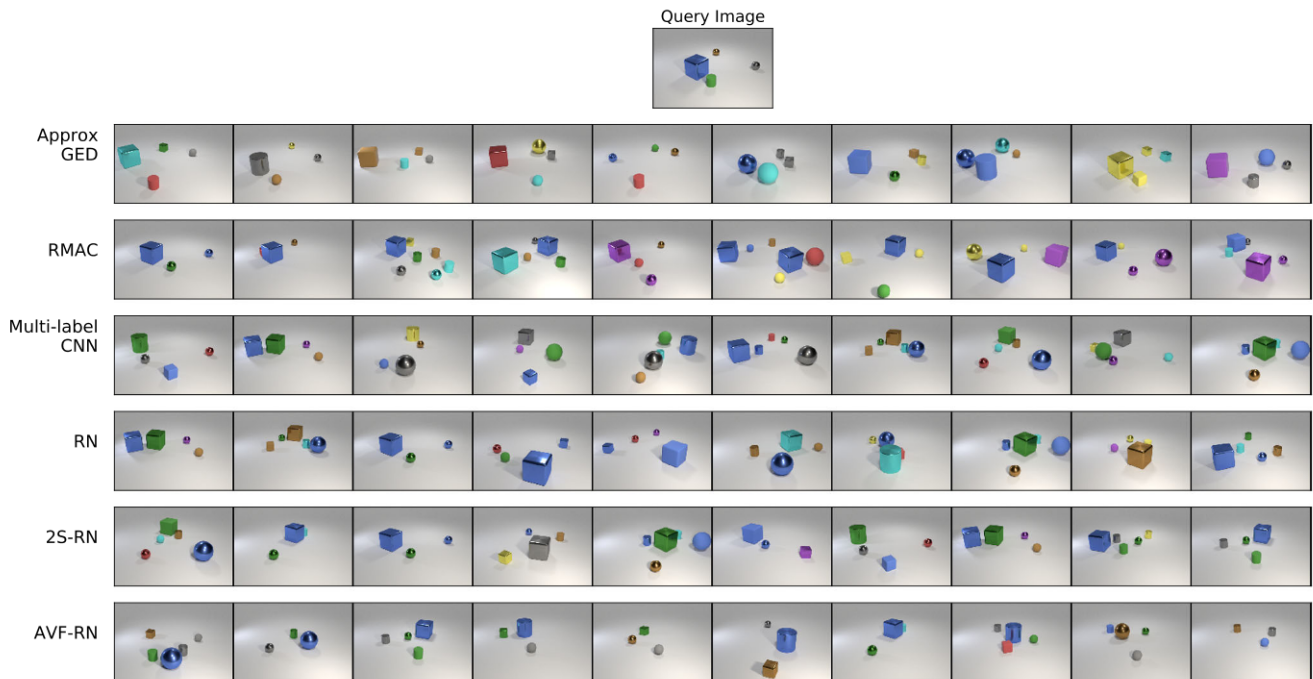 Query Image
Approx
GED
RMAC
Multi-label
CNN
RN
2S-RN
AVF-RN